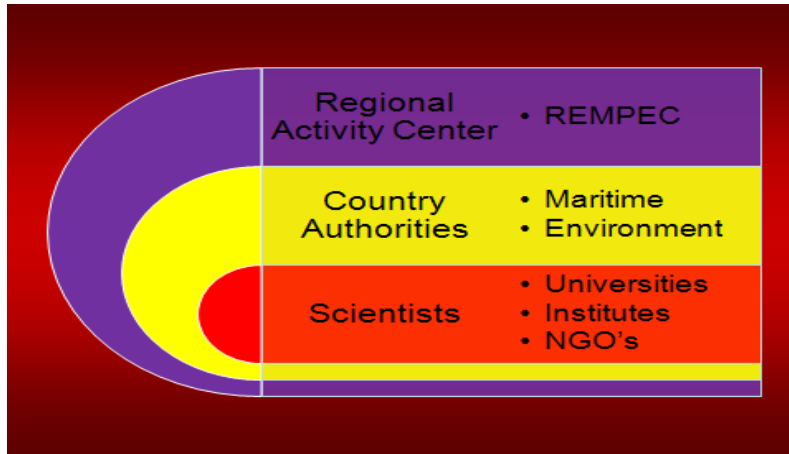 Regional
Activity Center
• REMPEC
Country
Authorities
• Maritime
• Environment
Scientists
• Universities
• Institutes
• NGO’s